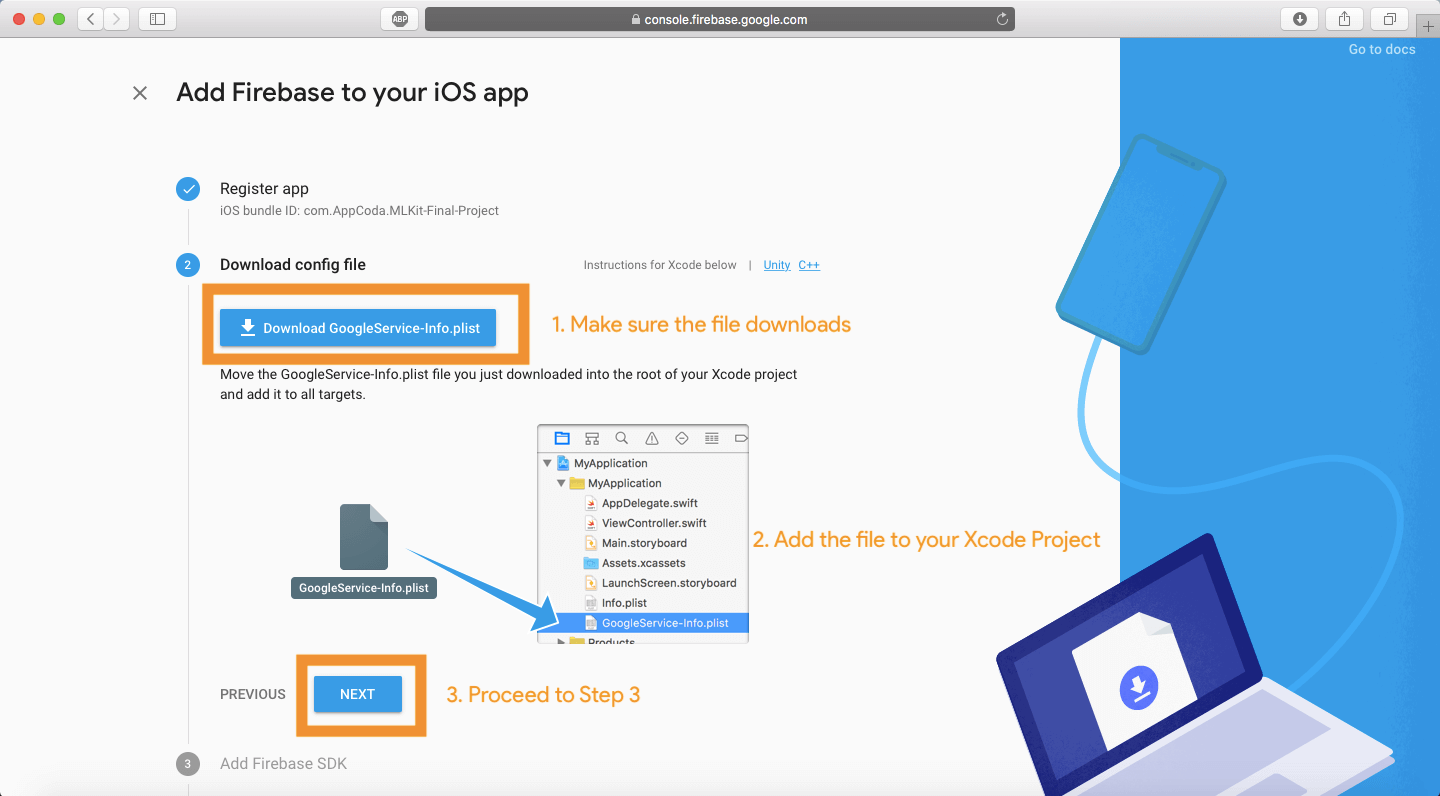 ABP
console.firebase.google.com
Go to docs
Add Firebase to your iOS app
Register app
iOS bundle ID: com.AppCoda.MLKit-Final-Project
2
Download config file
Instructions for Xcode below | Unity C++
Download GoogleService-Info.plist
1. Make sure the file downloads
Move the GoogleService-Info.plist file you just downloaded into the root of your Xcode project
and add it to all targets.
MyApplication
MyApplication
AppDelegate.swift
ViewController.swift
Main.storyboard
Assets.xcassets
LaunchScreen.storyboard
Info.plist
GoogleService-Info.plist
Products
GoogleService-Info.plist
2. Add the file to your Xcode Project
PREVIOUS
NEXT
3. Proceed to Step 3
3
Add Firebase SDK